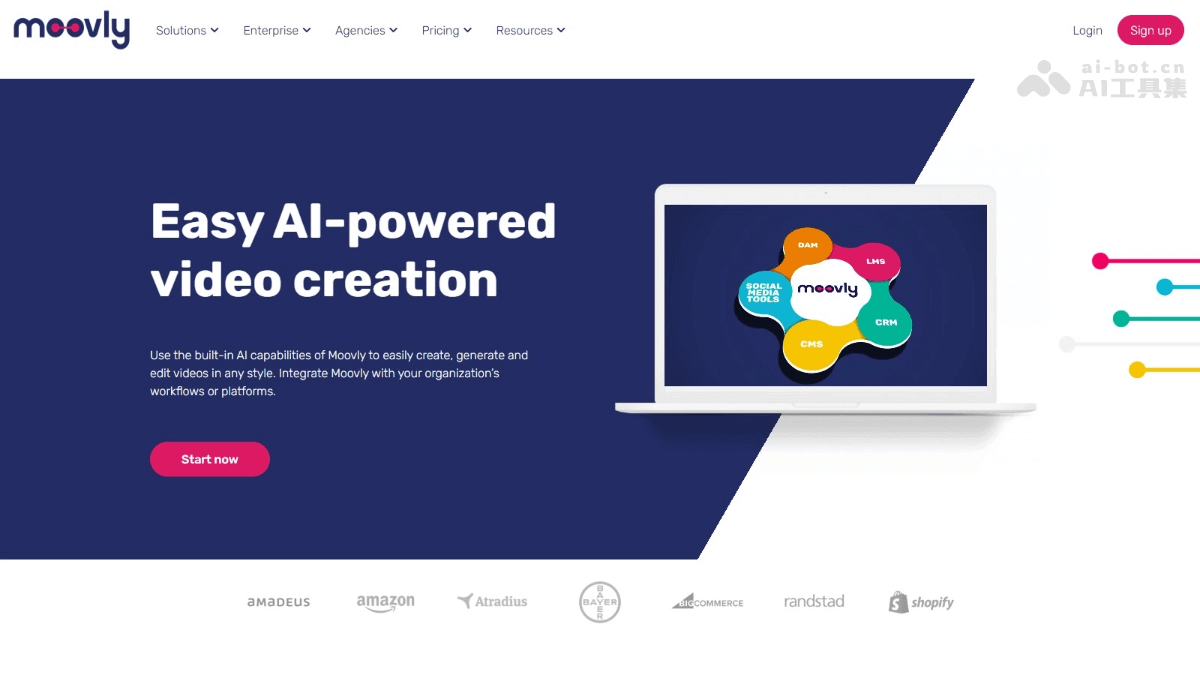 moovly
Solutions
Enterprise
Agencies
Pricing
Resources
Login
Sign up
ai-bot.cn
AI工具集
Easy AI-powered
video creation
Use the built-in AI capabilities of Moovly to easily create, generate and
edit videos in any style. Integrate Moovly with your organization's
workflows or platforms.
Start now
DAM
LMS
SOCIAL
MEDIA
TOOLS
moovly
CRM
CMS
amadeus
amazon
Atradius
BAYER
BAYER
BIGCOMMERCE
randstad
shopify